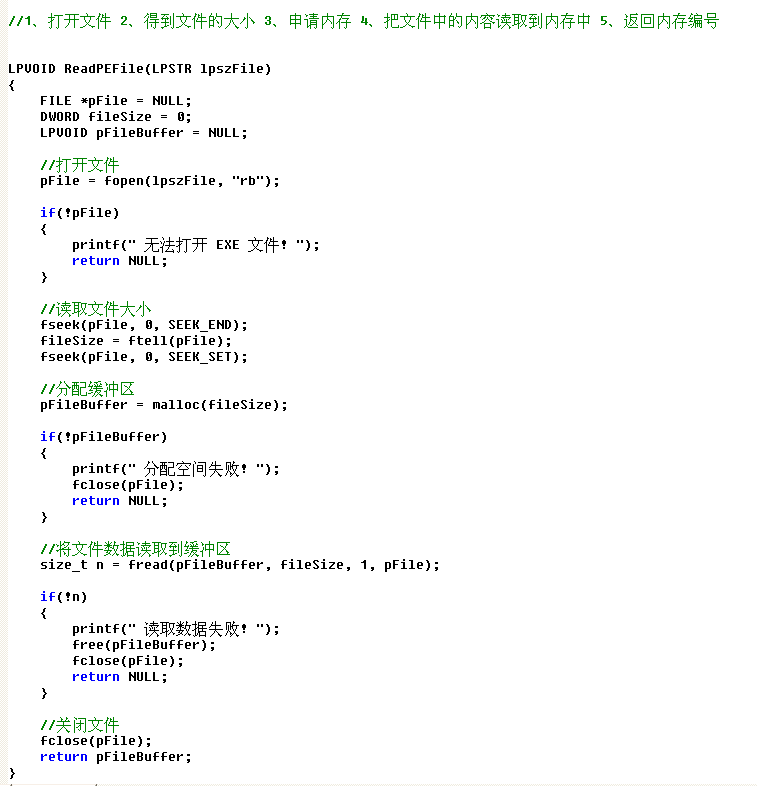 //1、打开文件 2、得到文件的大小 3、申请内存 4、把文件中的内容读取到内存中 5、返回内存编号
LPVOID ReadPEFile(LPSTR lpszFile)
{
    FILE *pFile = NULL;
    DWORD fileSize = 0;
    LPVOID pFileBuffer = NULL;
    //打开文件
    pFile = fopen(lpszFile, "rb");
    if(!pFile)
    {
        printf(" 无法打开 EXE 文件! ");
        return NULL;
    }
    //读取文件大小
    fseek(pFile, 0, SEEK_END);
    fileSize = ftell(pFile);
    fseek(pFile, 0, SEEK_SET);
    //分配缓冲区
    pFileBuffer = malloc(fileSize);
    if(!pFileBuffer)
    {
        printf(" 分配空间失败! ");
        fclose(pFile);
        return NULL;
    }
    //将文件数据读取到缓冲区
    size_t n = fread(pFileBuffer, fileSize, 1, pFile);
    if(!n)
    {
        printf(" 读取数据失败! ");
        free(pFileBuffer);
        fclose(pFile);
        return NULL;
    }
    //关闭文件
    fclose(pFile);
    return pFileBuffer;
}